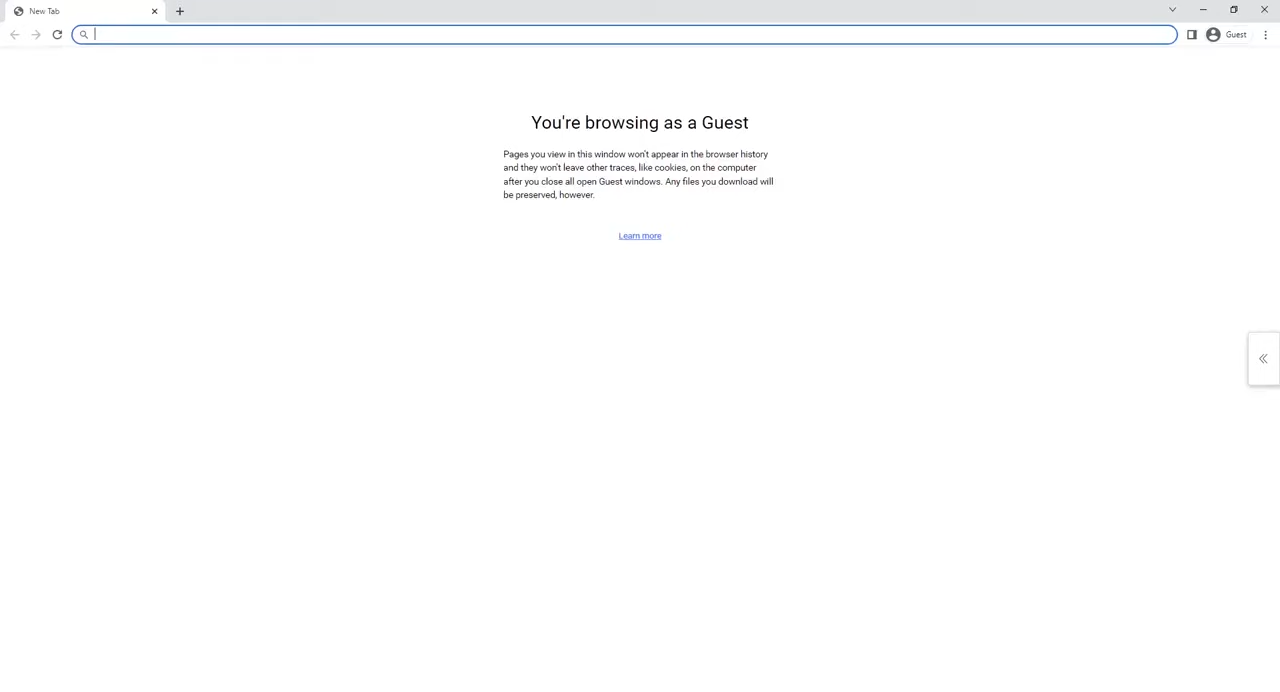 New Tab
Guest
You're browsing as a Guest
Pages you view in this window won't appear in the browser history
and they won't leave other traces, like cookies, on the computer
after you close all open Guest windows. Any files you download will
be preserved, however.
Learn more